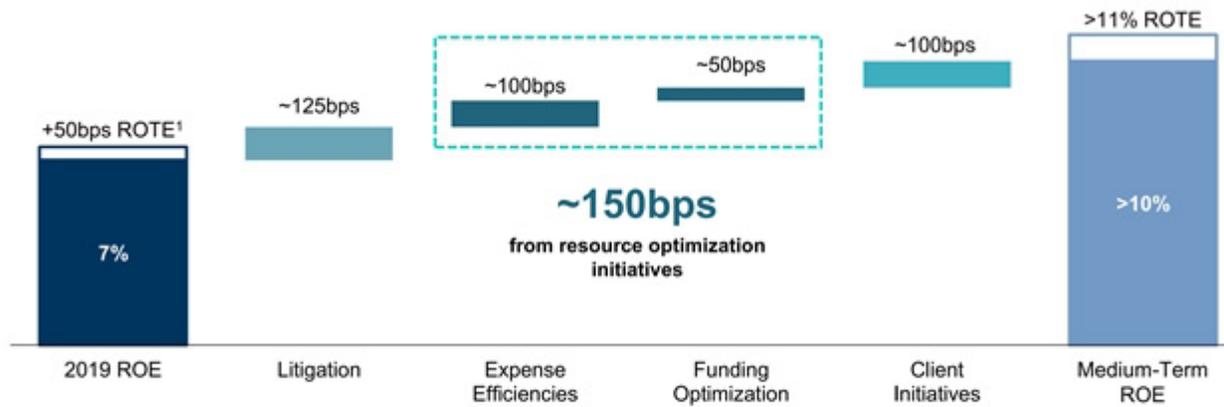 >11% ROTE
~100bps
~50bps
~100bps
~125bps
+50bps ROTE¹
~150bps
from resource optimization
initiatives
7%
>10%
2019 ROE
Litigation
Expense
Efficiencies
Funding
Optimization
Client
Initiatives
Medium-Term
ROE